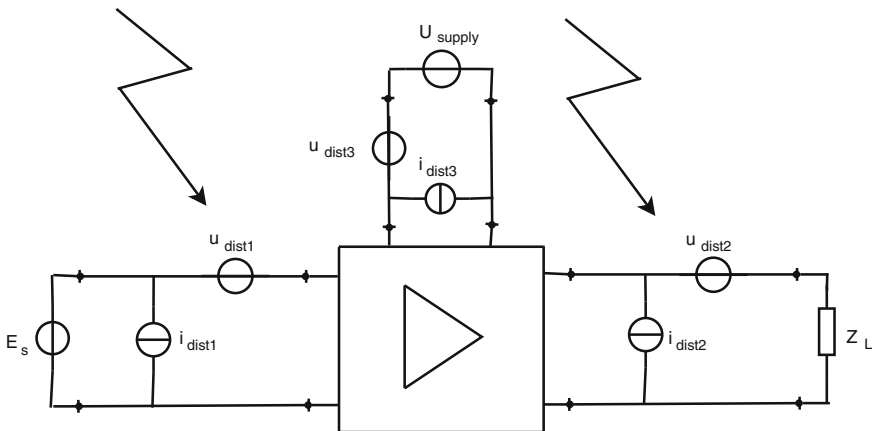 U supply
u dist3
i dist3
u dist1
u dist2
E s
i dist1
i dist2
Z L